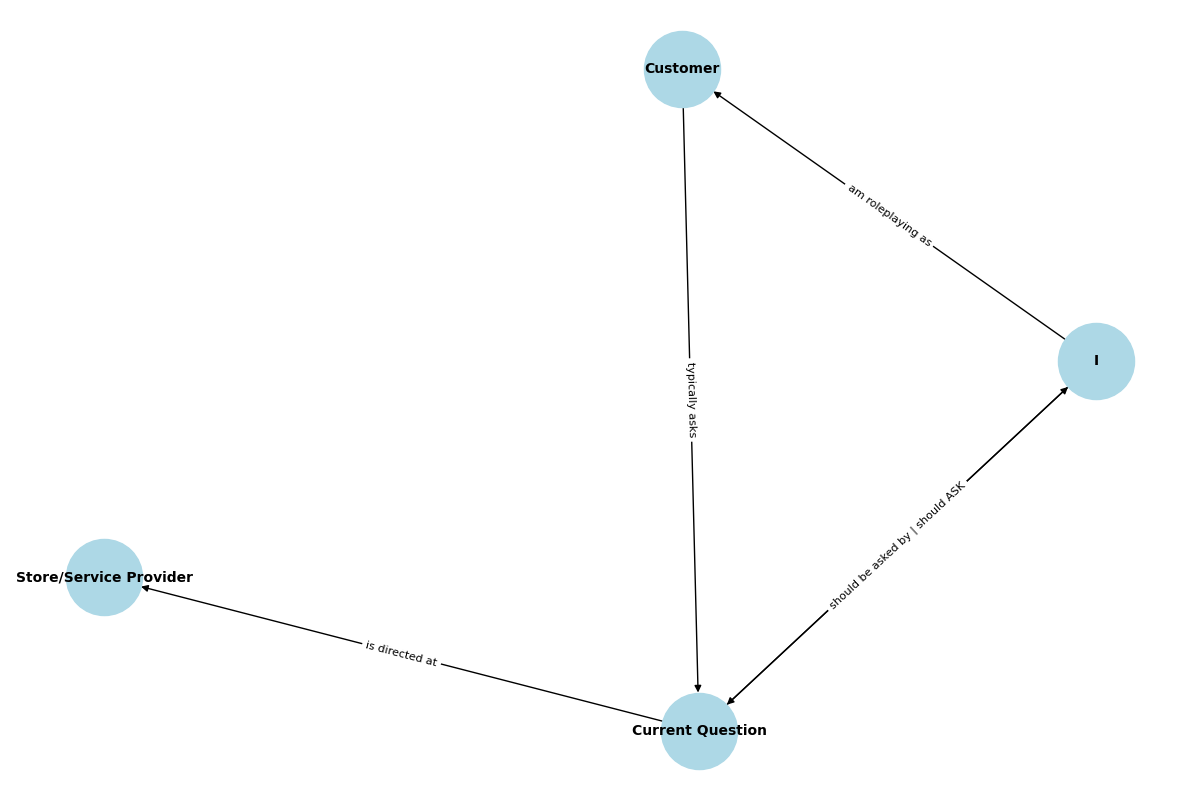 Customer
am roleplaying as
I
typically asks
should be asked by | should ASK
Store/Service Provider
is directed at
Current Question